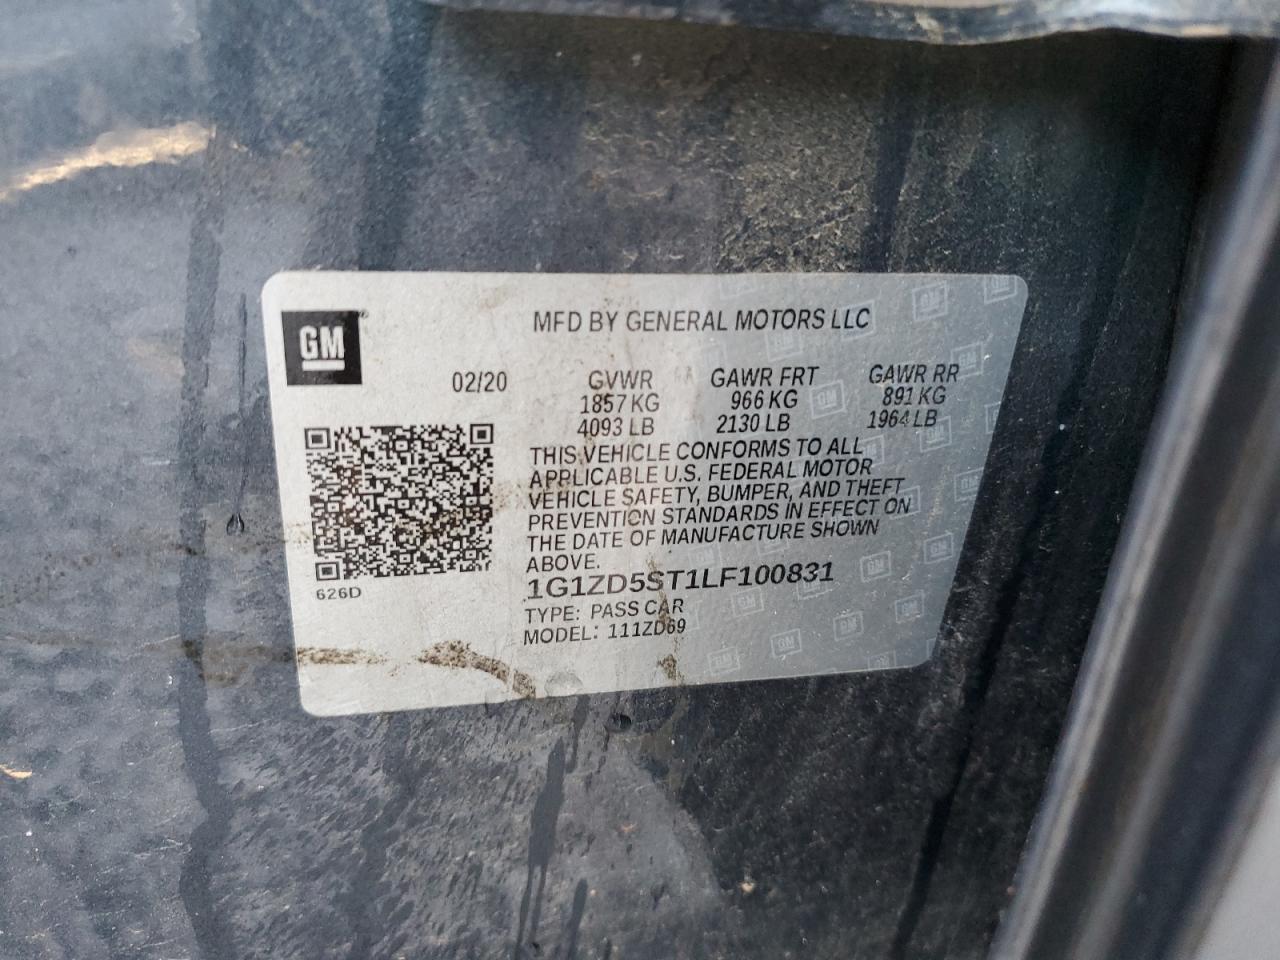 GM
MFD BY GENERAL MOTORS LLC
02/20
GVWR GAWR FRT GAWR RR
1857 KG 966 KG 891 KG
4093 LB 2130 LB 1964 LB
THIS VEHICLE CONFORMS TO ALL
APPLICABLE U.S. FEDERAL MOTOR
VEHICLE SAFETY, BUMPER, AND THEFT
PREVENTION STANDARDS IN EFFECT ON
THE DATE OF MANUFACTURE SHOWN
ABOVE.
1G1ZD5ST1LF100831
TYPE: PASS CAR
MODEL: 111ZD69
626D